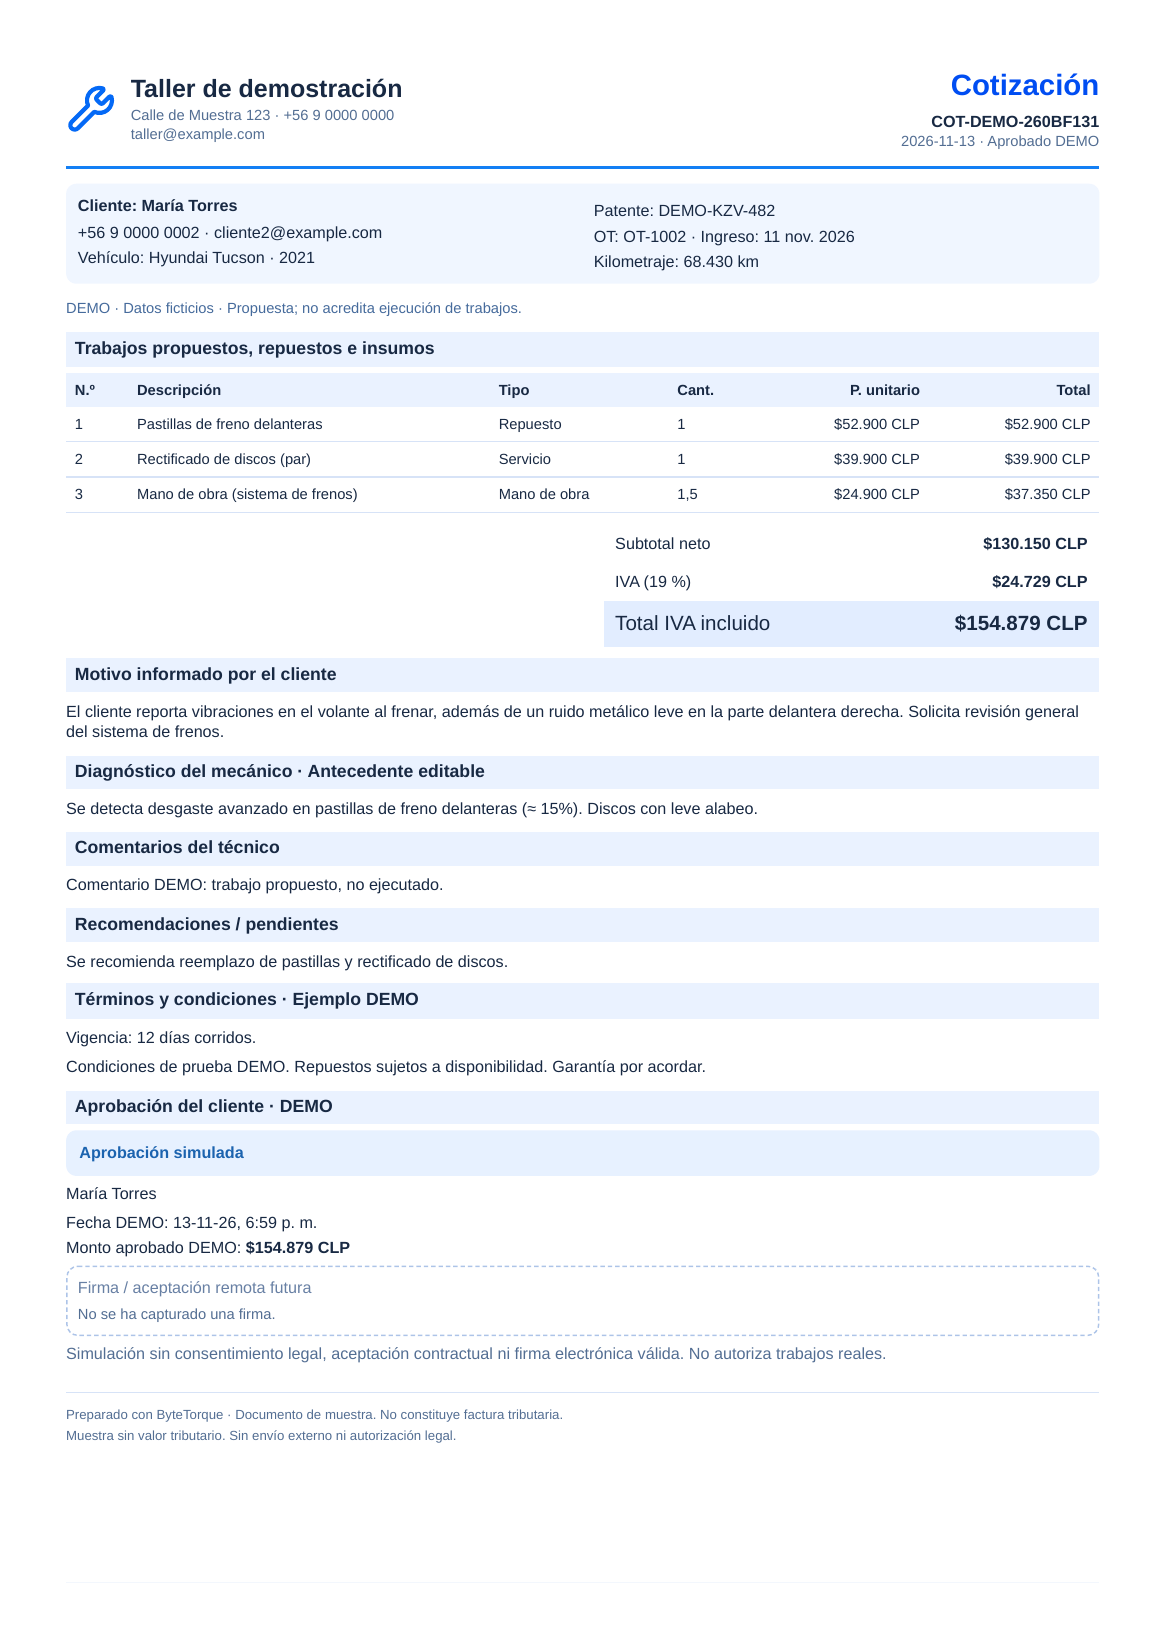 Taller de demostración
Calle de Muestra 123 · +56 9 0000 0000
taller@example.com
Cotización
COT-DEMO-260BF131
2026-11-13 · Aprobado DEMO
Cliente: María Torres
+56 9 0000 0002 · cliente2@example.com
Vehículo: Hyundai Tucson · 2021
Patente: DEMO-KZV-482
OT: OT-1002 · Ingreso: 11 nov. 2026
Kilometraje: 68.430 km
DEMO · Datos ficticios · Propuesta; no acredita ejecución de trabajos.
Trabajos propuestos, repuestos e insumos
N.º Descripción Tipo Cant. P. unitario Total
1 Pastillas de freno delanteras Repuesto 1 $52.900 CLP $52.900 CLP
2 Rectificado de discos (par) Servicio 1 $39.900 CLP $39.900 CLP
3 Mano de obra (sistema de frenos) Mano de obra 1,5 $24.900 CLP $37.350 CLP
Subtotal neto $130.150 CLP
IVA (19 %) $24.729 CLP
Total IVA incluido $154.879 CLP
Motivo informado por el cliente
El cliente reporta vibraciones en el volante al frenar, además de un ruido metálico leve en la parte delantera derecha. Solicita revisión general
del sistema de frenos.
Diagnóstico del mecánico · Antecedente editable
Se detecta desgaste avanzado en pastillas de freno delanteras (≈ 15%). Discos con leve alabeo.
Comentarios del técnico
Comentario DEMO: trabajo propuesto, no ejecutado.
Recomendaciones / pendientes
Se recomienda reemplazo de pastillas y rectificado de discos.
Términos y condiciones · Ejemplo DEMO
Vigencia: 12 días corridos.
Condiciones de prueba DEMO. Repuestos sujetos a disponibilidad. Garantía por acordar.
Aprobación del cliente · DEMO
Aprobación simulada
María Torres
Fecha DEMO: 13-11-26, 6:59 p. m.
Monto aprobado DEMO: $154.879 CLP
Firma / aceptación remota futura
No se ha capturado una firma.
Simulación sin consentimiento legal, aceptación contractual ni firma electrónica válida. No autoriza trabajos reales.
Preparado con ByteTorque · Documento de muestra. No constituye factura tributaria.
Muestra sin valor tributario. Sin envío externo ni autorización legal.